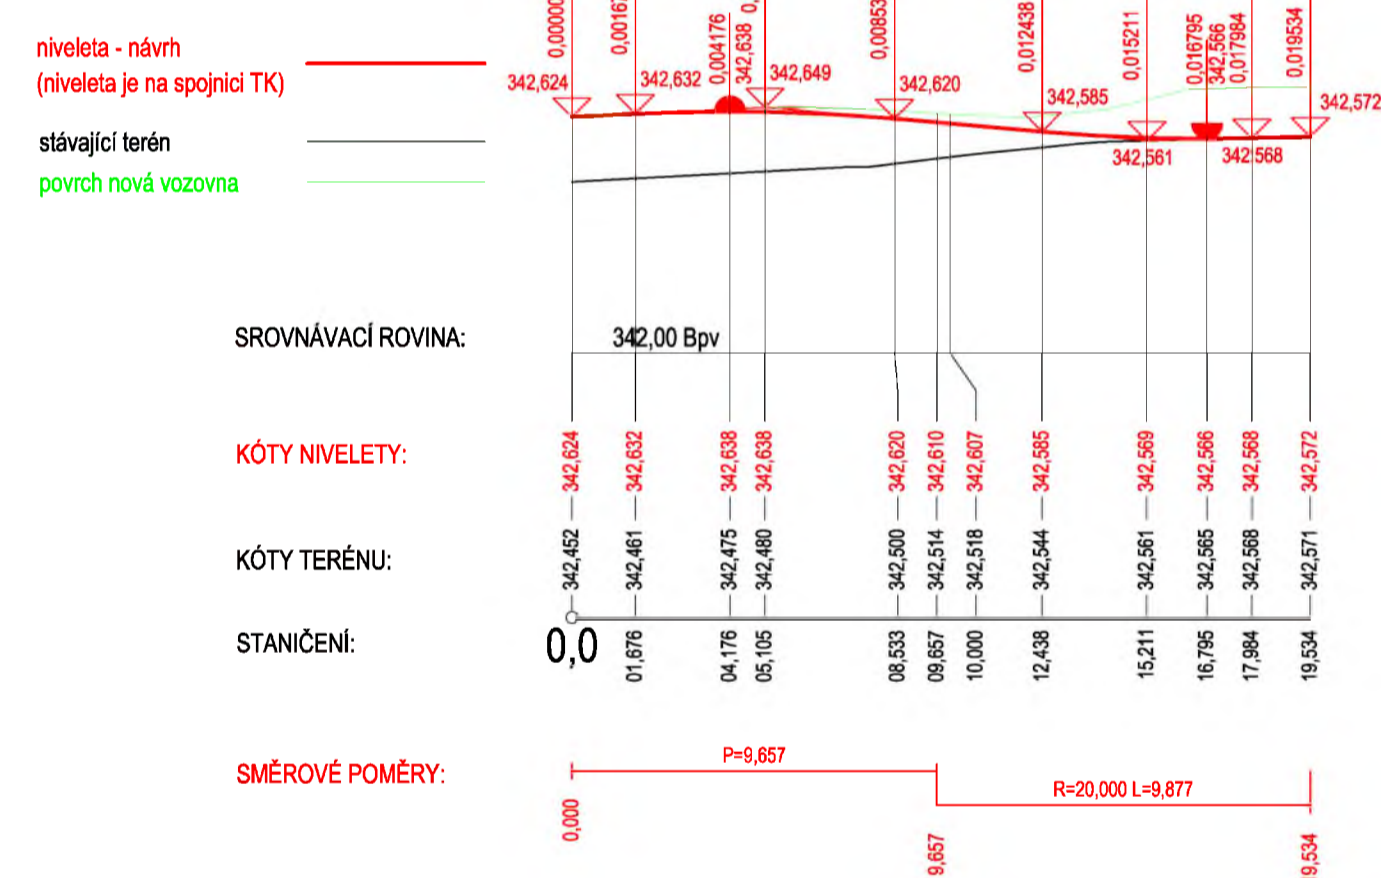 niveleta - návrh
(niveleta je na spojnici TK)
stávající terén
povrch nová vozovna
0,004176
342,638
0,012438
0,015211
0,016795
342,566
0,017984
0,019534
342,624
342,632
342,649
342,620
342,585
342,561
342,568
342,572
SROVNÁVACÍ ROVINA: 342,00 Bpv
KÓTY NIVELETY: 342,624 342,632 342,638 342,638 342,620 342,610 342,607 342,585 342,569 342,566 342,568 342,572
KÓTY TERÉNU: 342,452 342,461 342,475 342,480 342,500 342,514 342,518 342,544 342,561 342,565 342,568 342,571
STANIČENÍ: 0,0 01,676 04,176 05,105 08,533 09,657 10,000 12,438 15,211 16,795 17,984 19,534
SMĚROVÉ POMĚRY: P=9,657
R=20,000 L=9,877
0,000
9,657
9,534